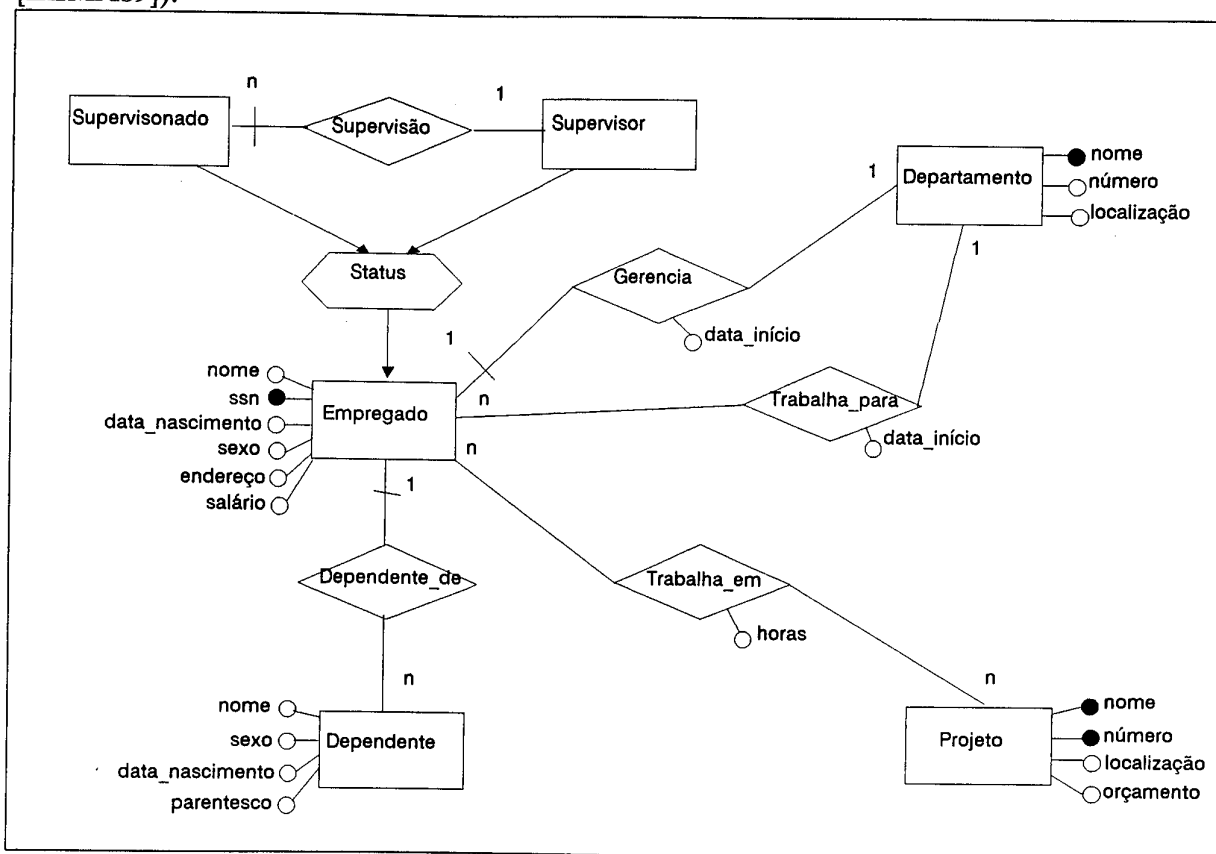 n
1
Supervisonado
Supervisão
Supervisor
nome
1
Departamento
número
localização
Status
Gerencia
1
1
data_início
nome
ssn
Empregado
n
Trabalha_para
data_nascimento
sexo
n
data_início
endereço
1
salário
Dependente_de
Trabalha_em
horas
n
n
nome
nome
sexo
Dependente
Projeto
número
data_nascimento
localização
parentesco
orçamento